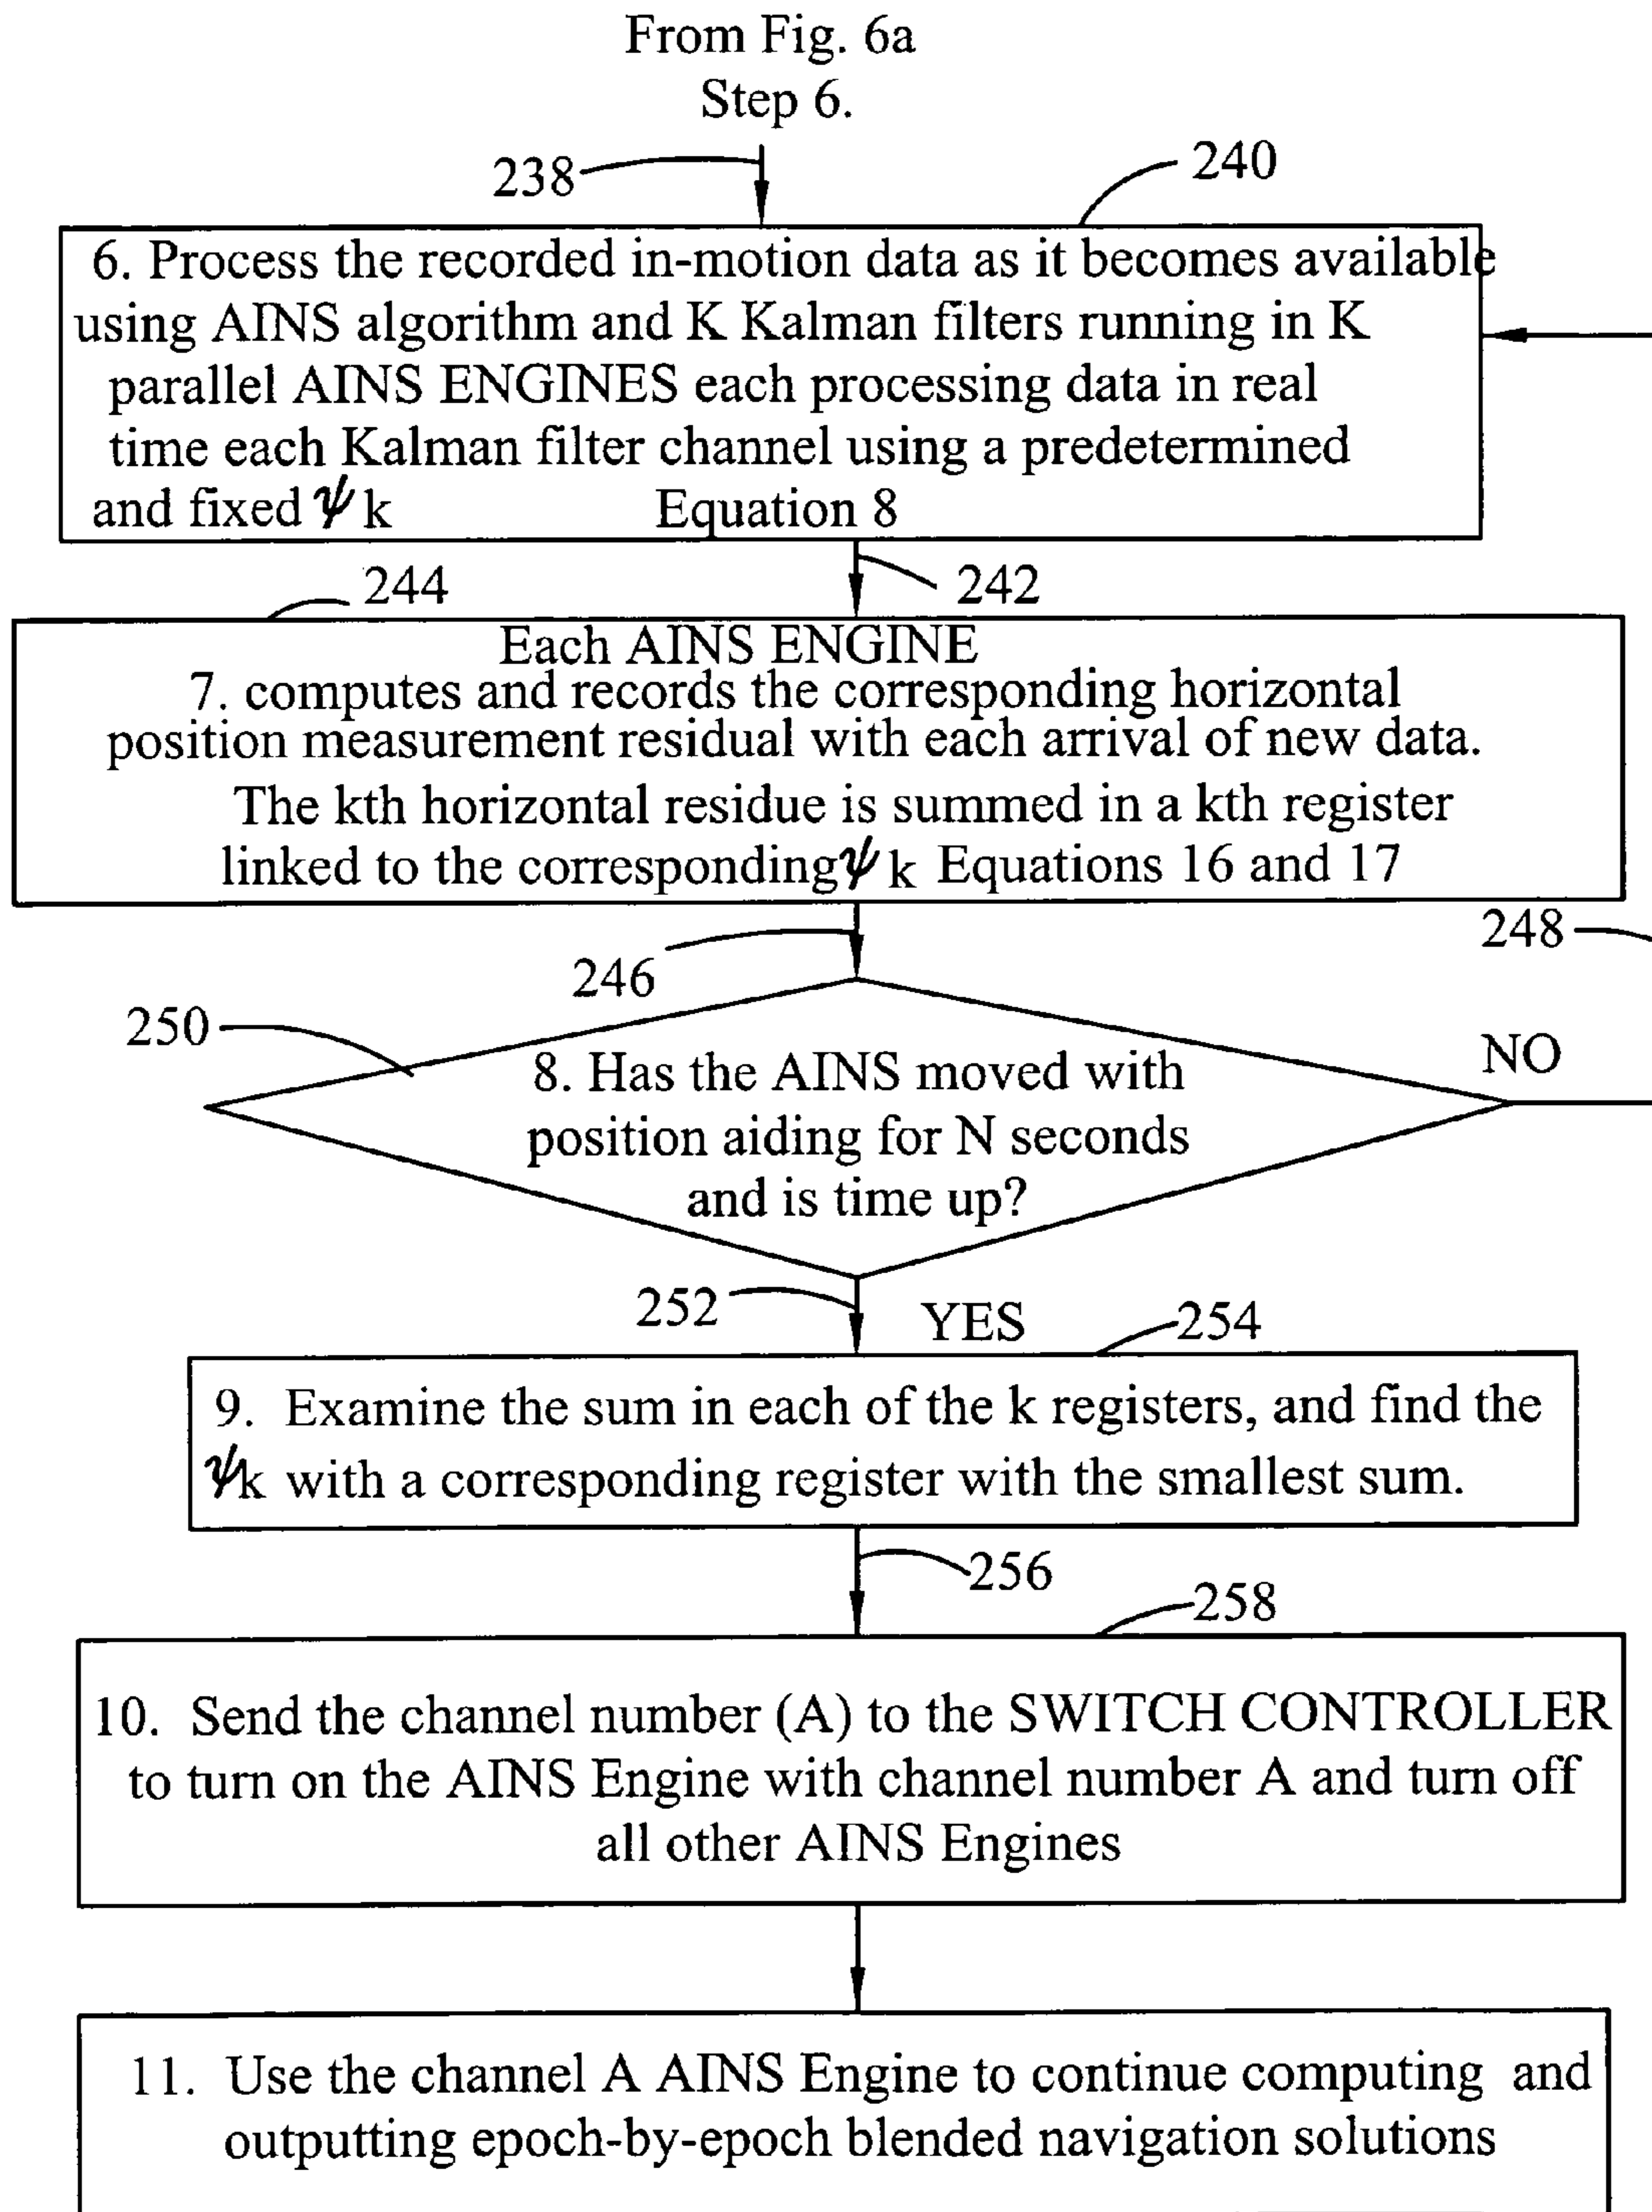 From Fig. 6a
Step 6.
238
240
6. Process the recorded in-motion data as it becomes available
using AINS algorithm and K Kalman filters running in K
parallel AINS ENGINES each processing data in real
time each Kalman filter channel using a predetermined
and fixed ψ k Equation 8
242
244
Each AINS ENGINE
7. computes and records the corresponding horizontal
position measurement residual with each arrival of new data.
The kth horizontal residue is summed in a kth register
linked to the corresponding ψ k Equations 16 and 17
246
248
250
8. Has the AINS moved with
position aiding for N seconds
and is time up?
NO
252
YES
254
9. Examine the sum in each of the k registers, and find the
ψk with a corresponding register with the smallest sum.
256
258
10. Send the channel number (A) to the SWITCH CONTROLLER
to turn on the AINS Engine with channel number A and turn off
all other AINS Engines
11. Use the channel A AINS Engine to continue computing and
outputting epoch-by-epoch blended navigation solutions